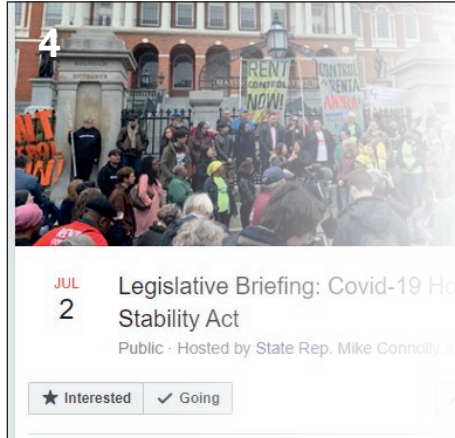 4
RENT
CONTROL
NOW!
CONTROL
RENTA
AHORA
JUL
2
Legislative Briefing: Covid-19
Stability Act
Public · Hosted by State Rep. Mike Connolly
★ Interested
✓ Going